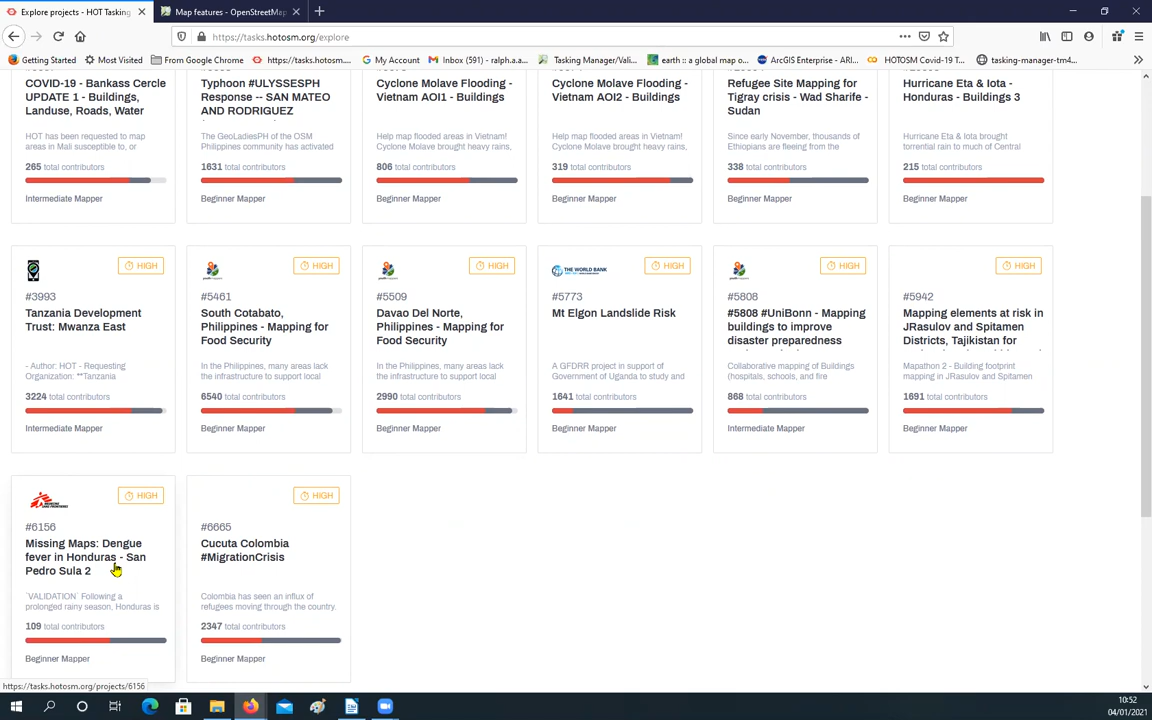 Explore projects - HOT Tasking
Map features - OpenStreetMap
https://tasks.hotosm.org/explore
Getting Started
Most Visited
From Google Chrome
https://tasks.hotosm....
My Account
Inbox (591) - ralph.a.a...
Tasking Manager/Vali...
earth :: a global map o...
ArcGIS Enterprise - ARI...
HOTOSM Covid-19 T...
tasking-manager-tm4...
COVID-19 - Bankass Cercle
UPDATE 1 - Buildings,
Landuse, Roads, Water
HOT has been requested to map
areas in Mali susceptible to, or
265 total contributors
Intermediate Mapper
Typhoon #ULYSSESPH
Response -- SAN MATEO
AND RODRIGUEZ
The GeoLadiesPH of the OSM
Philippines community has activated
1631 total contributors
Beginner Mapper
Cyclone Molave Flooding -
Vietnam AOI1 - Buildings
Help map flooded areas in Vietnam!
Cyclone Molave brought heavy rains,
806 total contributors
Beginner Mapper
Cyclone Molave Flooding -
Vietnam AOI2 - Buildings
Help map flooded areas in Vietnam!
Cyclone Molave brought heavy rains,
319 total contributors
Beginner Mapper
Refugee Site Mapping for
Tigray crisis - Wad Sharife -
Sudan
Since early November, thousands of
Ethiopians are fleeing from the
338 total contributors
Beginner Mapper
Hurricane Eta & Iota -
Honduras - Buildings 3
Hurricane Eta & Iota brought
torrential rain to much of Central
215 total contributors
Beginner Mapper
HIGH
#3993
Tanzania Development
Trust: Mwanza East
- Author: HOT - Requesting
Organization: **Tanzania
3224 total contributors
Intermediate Mapper
HIGH
#5461
South Cotabato,
Philippines - Mapping for
Food Security
In the Philippines, many areas lack
the infrastructure to support local
6540 total contributors
Beginner Mapper
HIGH
#5509
Davao Del Norte,
Philippines - Mapping for
Food Security
In the Philippines, many areas lack
the infrastructure to support local
2990 total contributors
Beginner Mapper
THE WORLD BANK
HIGH
#5773
Mt Elgon Landslide Risk
A GFDRR project in support of
Government of Uganda to study and
1641 total contributors
Beginner Mapper
HIGH
#5808
#5808 #UniBonn - Mapping
buildings to improve
disaster preparedness
Collaborative mapping of Buildings
(hospitals, schools, and fire
868 total contributors
Intermediate Mapper
HIGH
#5942
Mapping elements at risk in
JRasulov and Spitamen
Districts, Tajikistan for
Mapathon 2 - Building footprint
mapping in JRasulov and Spitamen
1691 total contributors
Beginner Mapper
HIGH
#6156
Missing Maps: Dengue
fever in Honduras - San
Pedro Sula 2
`VALIDATION` Following a
prolonged rainy season, Honduras is
109 total contributors
Beginner Mapper
HIGH
#6665
Cucuta Colombia
#MigrationCrisis
Colombia has seen an influx of
refugees moving through the country.
2347 total contributors
Beginner Mapper
https://tasks.hotosm.org/projects/6156
10:52
04/01/2021